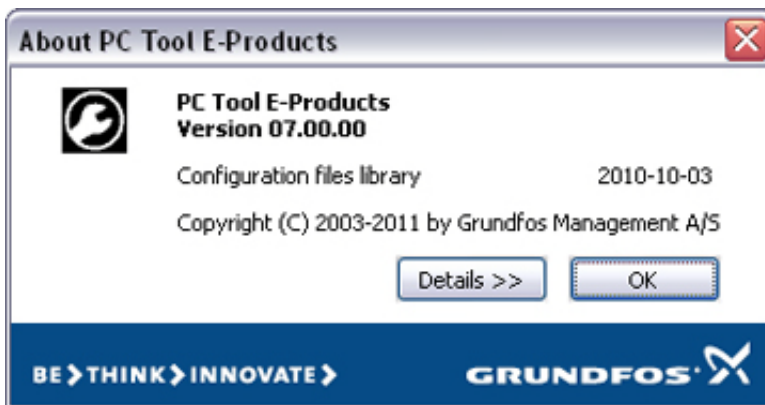 About PC Tool E-Products
PC Tool E-Products
Version 07.00.00
Configuration files library 2010-10-03
Copyright (C) 2003-2011 by Grundfos Management A/S
Details >> OK
BE>THINK>INNOVATE> GRUNDFOS